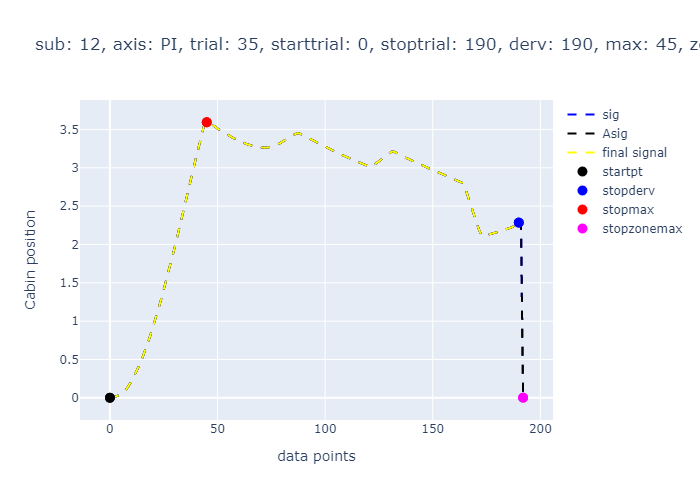 sub: 12, axis: PI, trial: 35, starttrial: 0, stoptrial: 190, derv: 190, max: 45,
sig
Asig
final signal
startpt
stopderv
stopmax
stopzonemax
3.5
3
2.5
2
1.5
1
0.5
0
Cabin position
0 50 100 150 200
data points